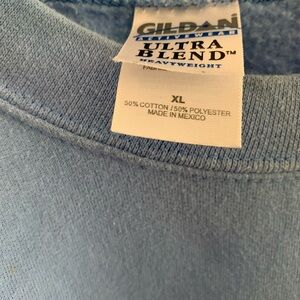 GILDAN
ACTIVEWEAR
ULTRA
BLEND™
HEAVYWEIGHT
XL
50% COTTON / 50% POLYESTER
MADE IN MEXICO